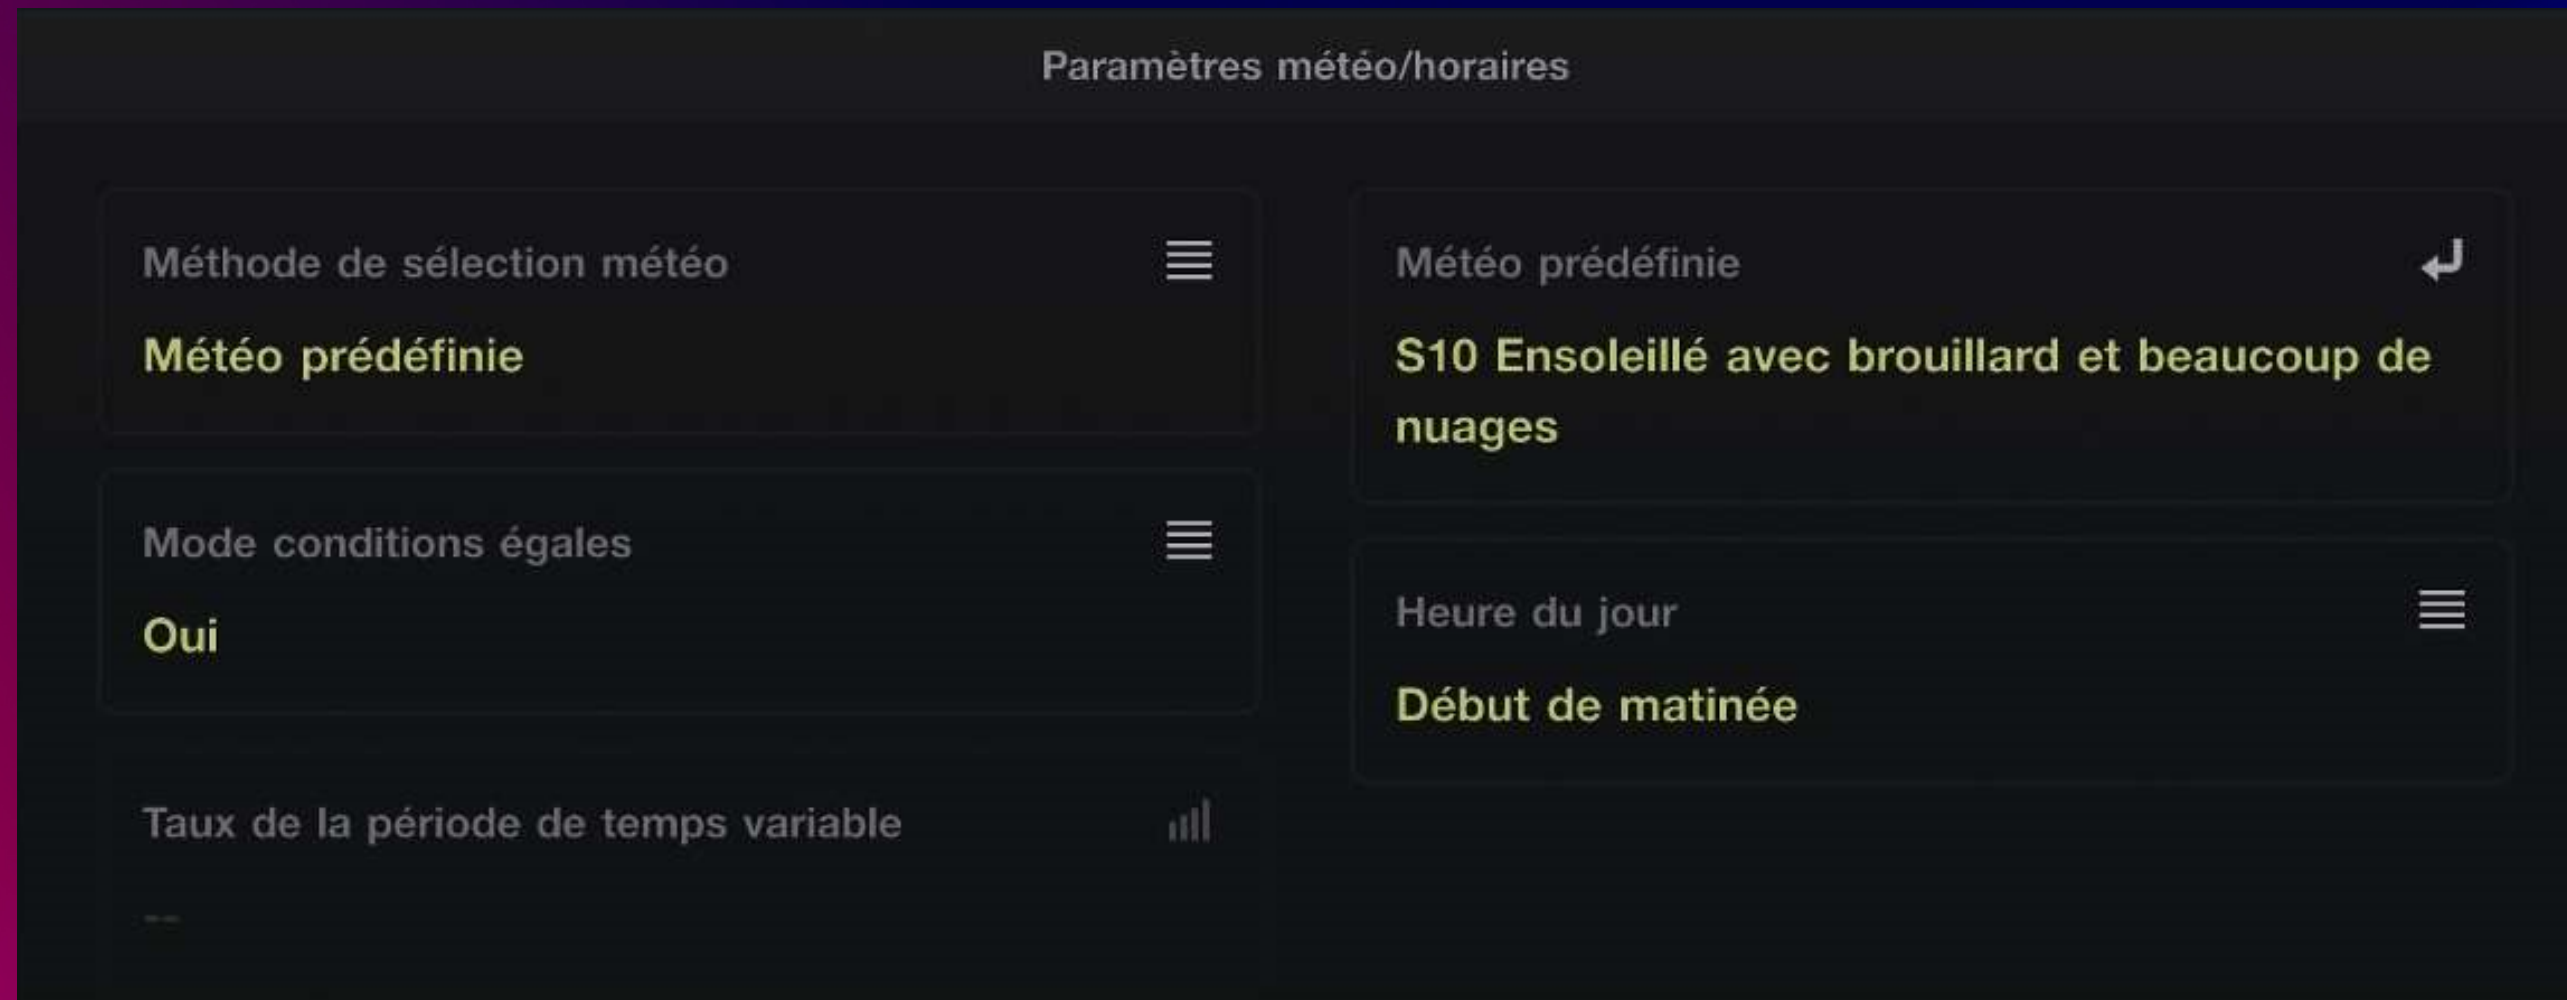 Paramètres météo/horaires
Méthode de sélection météo
Météo prédéfinie
Mode conditions égales
Oui
Taux de la période de temps variable
--
Météo prédéfinie
S10 Ensoleillé avec brouillard et beaucoup de
nuages
Heure du jour
Début de matinée